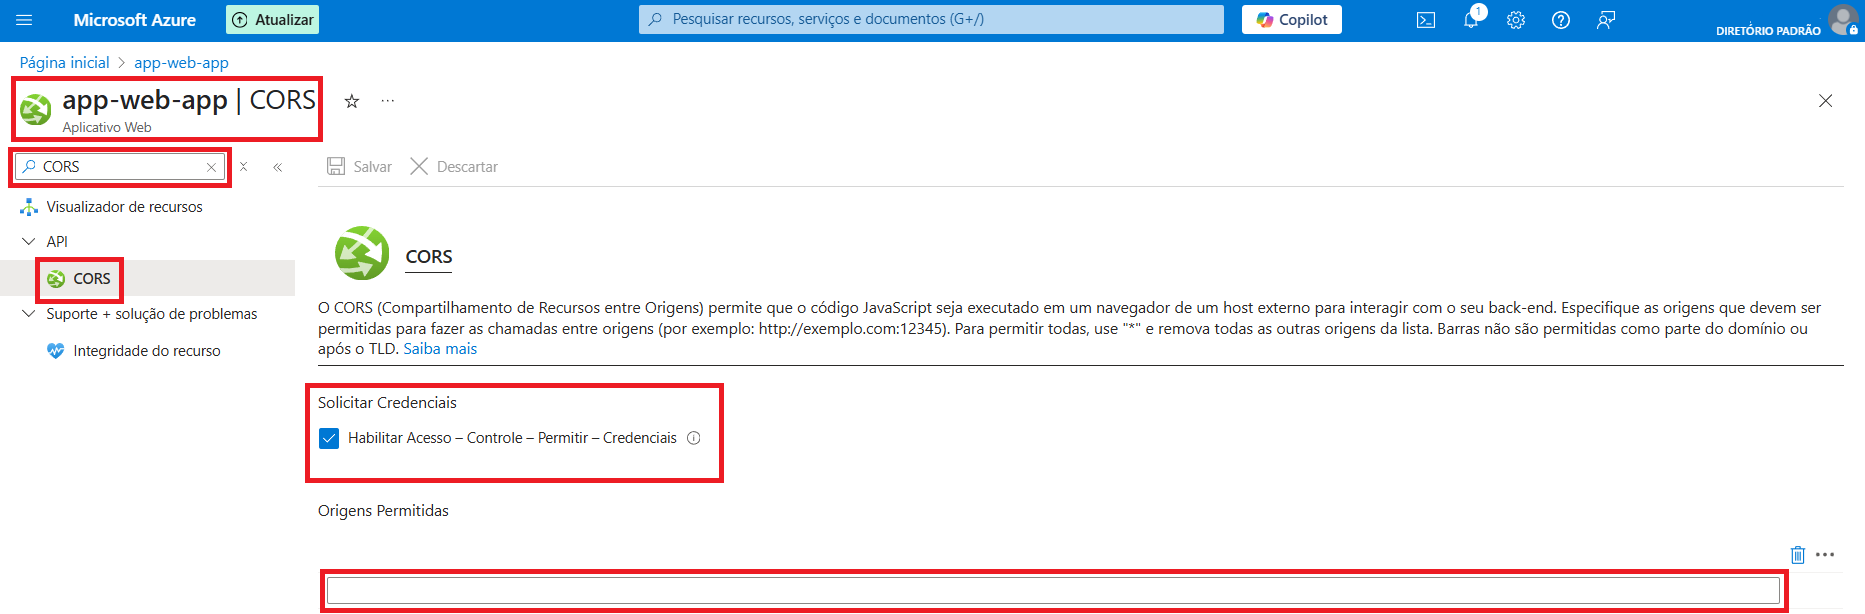 Microsoft Azure
Atualizar
Pesquisar recursos, serviços e documentos (G+/)
Copilot
1
DIRETÓRIO PADRÃO
Página inicial > app-web-app
app-web-app | CORS
Aplicativo Web
CORS
Salvar
Descartar
Visualizador de recursos
API
CORS
Suporte + solução de problemas
Integridade do recurso
CORS
O CORS (Compartilhamento de Recursos entre Origens) permite que o código JavaScript seja executado em um navegador de um host externo para interagir com o seu back-end. Especifique as origens que devem ser
permitidas para fazer as chamadas entre origens (por exemplo: http://exemplo.com:12345). Para permitir todas, use "*" e remova todas as outras origens da lista. Barras não são permitidas como parte do domínio ou
após o TLD. Saiba mais
Solicitar Credenciais
Habilitar Acesso – Controle – Permitir – Credenciais
Origens Permitidas